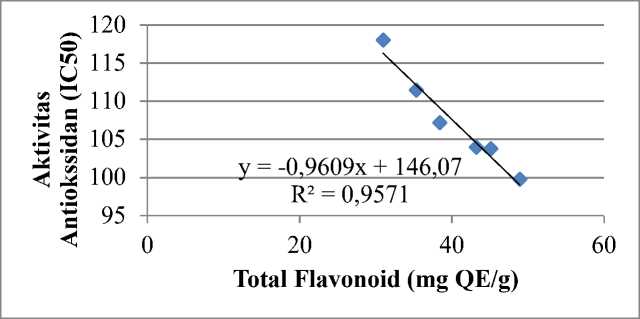 Aktivitas
Antiokssidan (IC50)
120
115
110
105
100
95
y = -0,9609x + 146,07
R² = 0,9571
0
20
40
60
Total Flavonoid (mg QE/g)